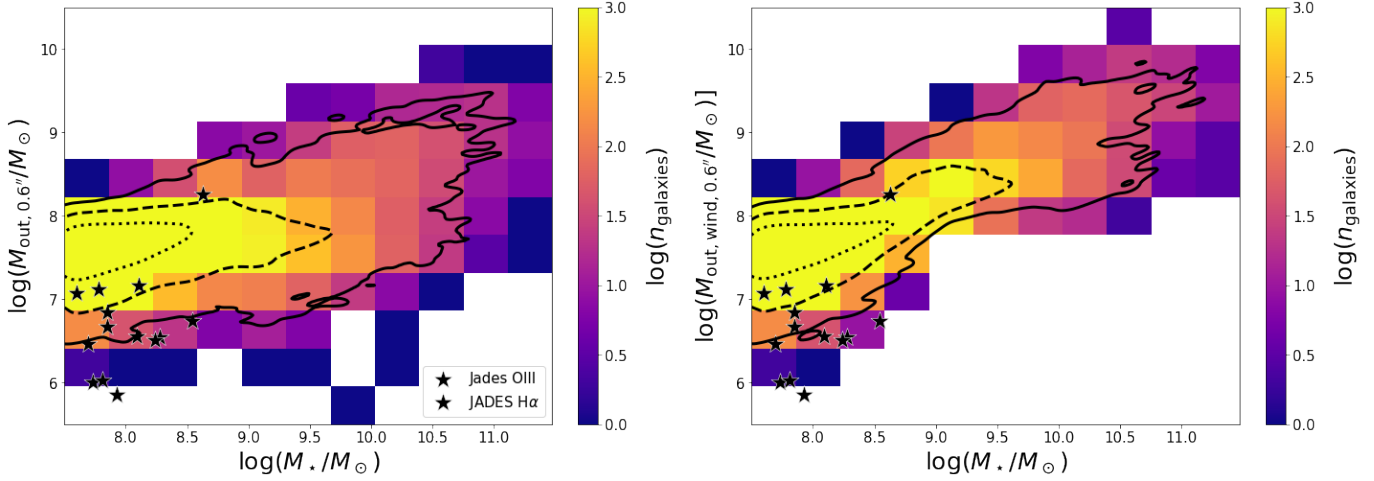 log(M_out, 0.6″/M_⊙)
10
9
8
7
6
8.0 8.5 9.0 9.5 10.0 10.5 11.0
log(M_⋆/M_⊙)
Jades OIII
JADES Hα
3.0
2.5
2.0
1.5
1.0
0.5
0.0
log(n_galaxies)
log(M_out, wind, 0.6″/M_⊙)]
10
9
8
7
6
8.0 8.5 9.0 9.5 10.0 10.5 11.0
log(M_⋆/M_⊙)
3.0
2.5
2.0
1.5
1.0
0.5
0.0
log(n_galaxies)